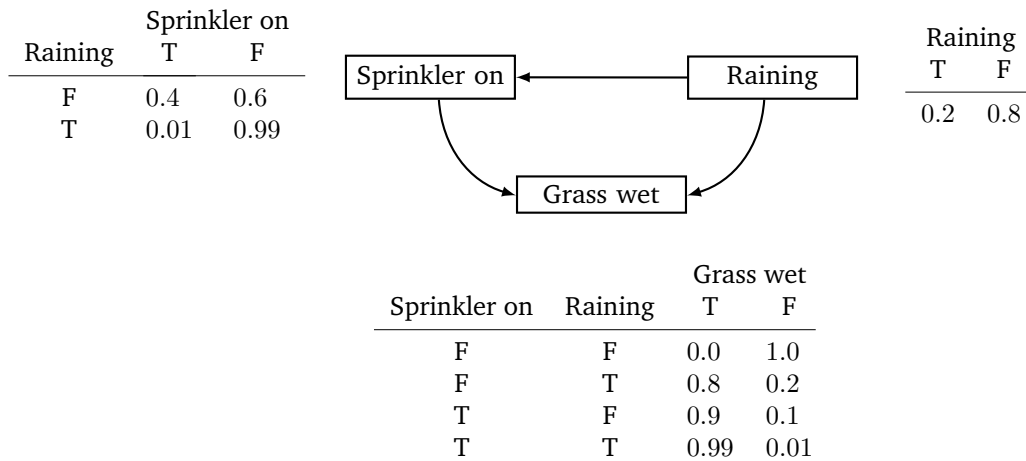 Sprinkler on
Raining T F
F 0.4 0.6
T 0.01 0.99
Sprinkler on
Raining
Raining
T F
0.2 0.8
Grass wet
Grass wet
Sprinkler on Raining T F
F F 0.0 1.0
F T 0.8 0.2
T F 0.9 0.1
T T 0.99 0.01